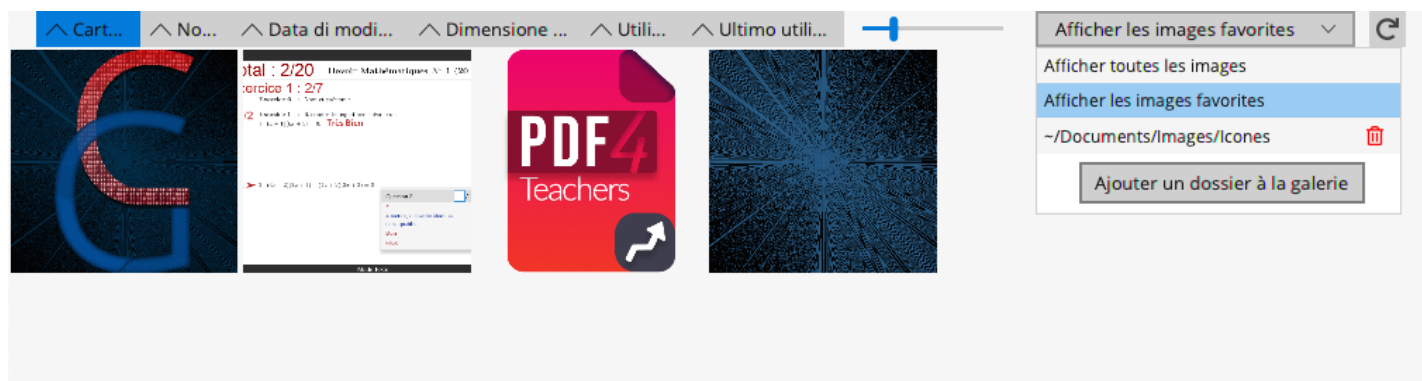 Cart... No... Data di modi... Dimensione ... Utili... Ultimo utili... Afficher les images favorites
Afficher toutes les images
Afficher les images favorites
~/Documents/Images/Icones
Ajouter un dossier à la galerie
otal : 2/20
xercice 1 : 2/7
Très Bien
PDF4
Teachers